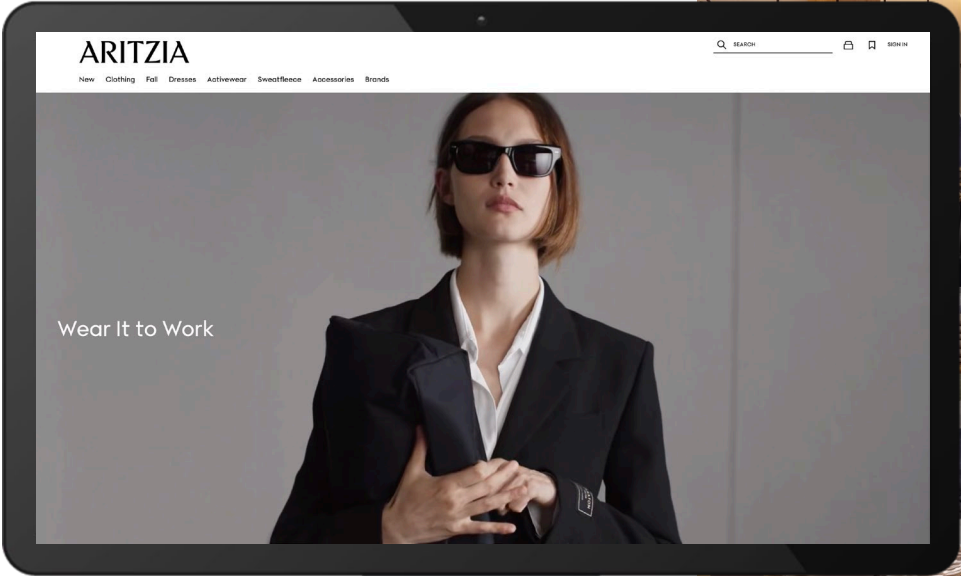 ARITZIA
SEARCH
SIGN IN
New Clothing Fall Dresses Activewear Sweatfleece Accessories Brands
Wear It to Work